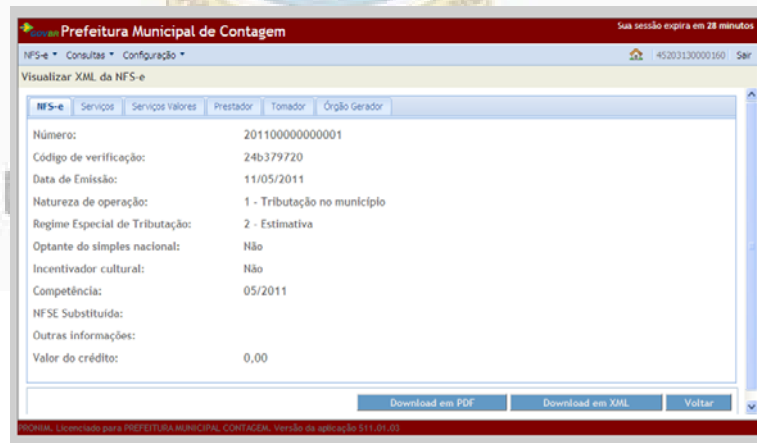 GOVBR Prefeitura Municipal de Contagem
Sua sessão expira em 28 minutos
NFS-e Consultas Configuração
45203130000160 Sair
Visualizar XML da NFS-e
NFS-e Serviços Serviços Valores Prestador Tomador Órgão Gerador
Número: 201100000000001
Código de verificação: 24b379720
Data de Emissão: 11/05/2011
Natureza de operação: 1 - Tributação no município
Regime Especial de Tributação: 2 - Estimativa
Optante do simples nacional: Não
Incentivador cultural: Não
Competência: 05/2011
NFSE Substituída:
Outras informações:
Valor do crédito: 0,00
Download em PDF Download em XML Voltar
PRONIM. Licenciado para PREFEITURA MUNICIPAL CONTAGEM. Versão da aplicação 511.01.03